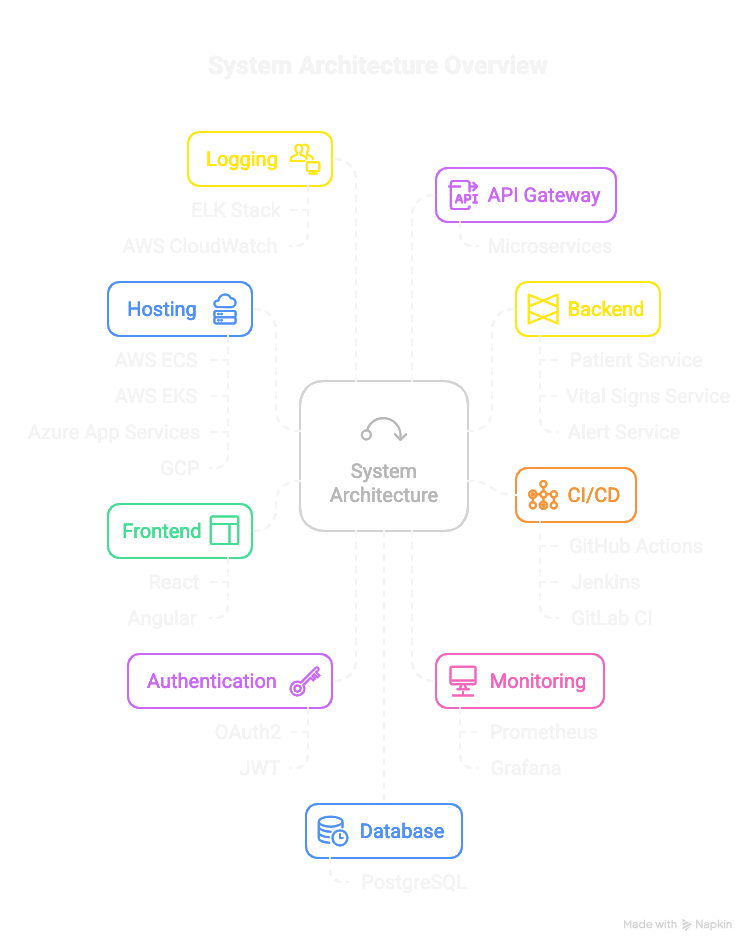 System Architecture Overview
Logging
ELK Stack
AWS CloudWatch
API
API Gateway
Microservices
Hosting
AWS ECS
AWS EKS
Azure App Services
GCP
Backend
Patient Service
Vital Signs Service
Alert Service
System
Architecture
CI/CD
GitHub Actions
Jenkins
GitLab CI
Frontend
React
Angular
Authentication
OAuth2
JWT
Monitoring
Prometheus
Grafana
Database
PostgreSQL
Made with Napkin